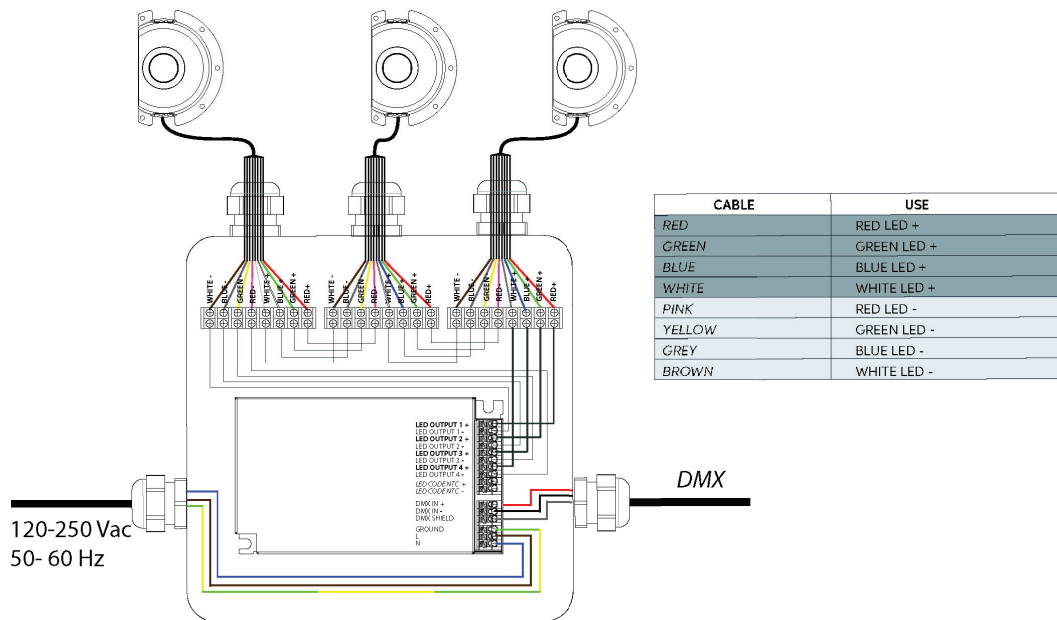 WHITE -
BLUE -
GREEN -
RED -
WHITE +
BLUE +
GREEN +
RED+
WHITE -
BLUE -
GREEN -
RED -
WHITE +
BLUE +
GREEN +
RED+
WHITE -
BLUE -
GREEN -
RED -
WHITE +
BLUE +
GREEN +
RED+
CABLE USE
RED RED LED +
GREEN GREEN LED +
BLUE BLUE LED +
WHITE WHITE LED +
PINK RED LED -
YELLOW GREEN LED -
GREY BLUE LED -
BROWN WHITE LED -
LED OUTPUT 1 +
LED OUTPUT 1 -
LED OUTPUT 2 +
LED OUTPUT 2 -
LED OUTPUT 3 +
LED OUTPUT 3 -
LED OUTPUT 4 +
LED OUTPUT 4 -
LED CODE NTC +
LED CODE NTC -
DMX IN +
DMX IN -
DMX SHIELD
GROUND
L
N
DMX
120-250 Vac
50- 60 Hz